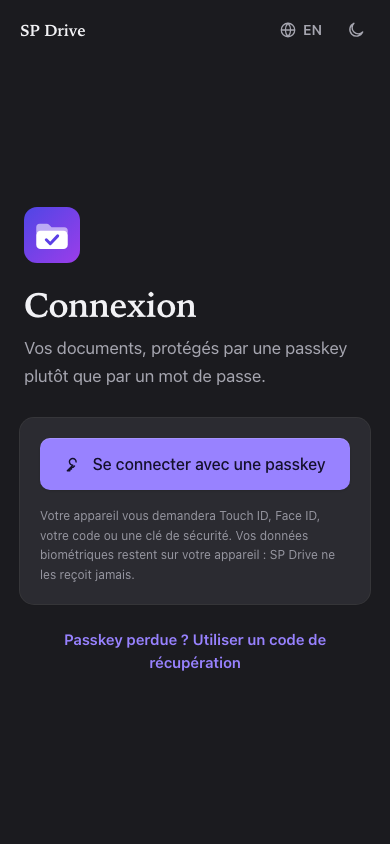 SP Drive
EN
Connexion
Vos documents, protégés par une passkey
plutôt que par un mot de passe.
Se connecter avec une passkey
Votre appareil vous demandera Touch ID, Face ID,
votre code ou une clé de sécurité. Vos données
biométriques restent sur votre appareil : SP Drive ne
les reçoit jamais.
Passkey perdue ? Utiliser un code de
récupération